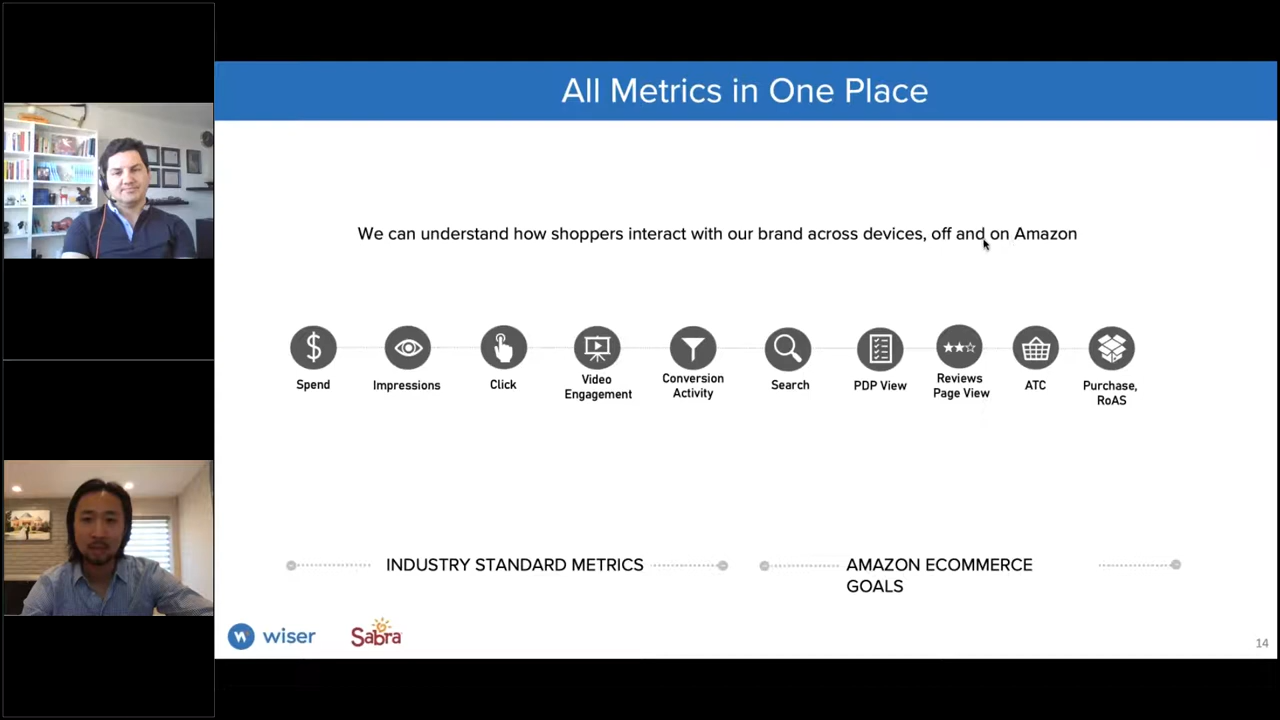 All Metrics in One Place
We can understand how shoppers interact with our brand across devices, off and on Amazon
Spend
Impressions
Click
Video
Engagement
Conversion
Activity
Search
PDP View
Reviews
Page View
ATC
Purchase,
RoAS
INDUSTRY STANDARD METRICS
AMAZON ECOMMERCE
GOALS
wiser
Sabra
14